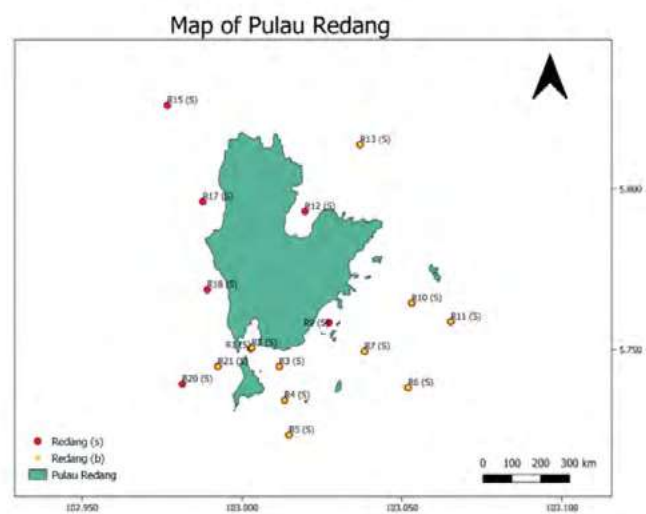 Map of Pulau Redang
R15 (S)
R13 (S)
R17 (S)
R12 (S)
5.800
R18 (S)
R10 (S)
R11 (S)
R9 (S)
R7 (S)
5.750
R21 (S)
R3 (S)
R20 (S)
R6 (S)
R4 (S)
R5 (S)
Redang (s)
Redang (b)
Pulau Redang
0 100 200 300 km
102.950 103.000 103.050 103.100